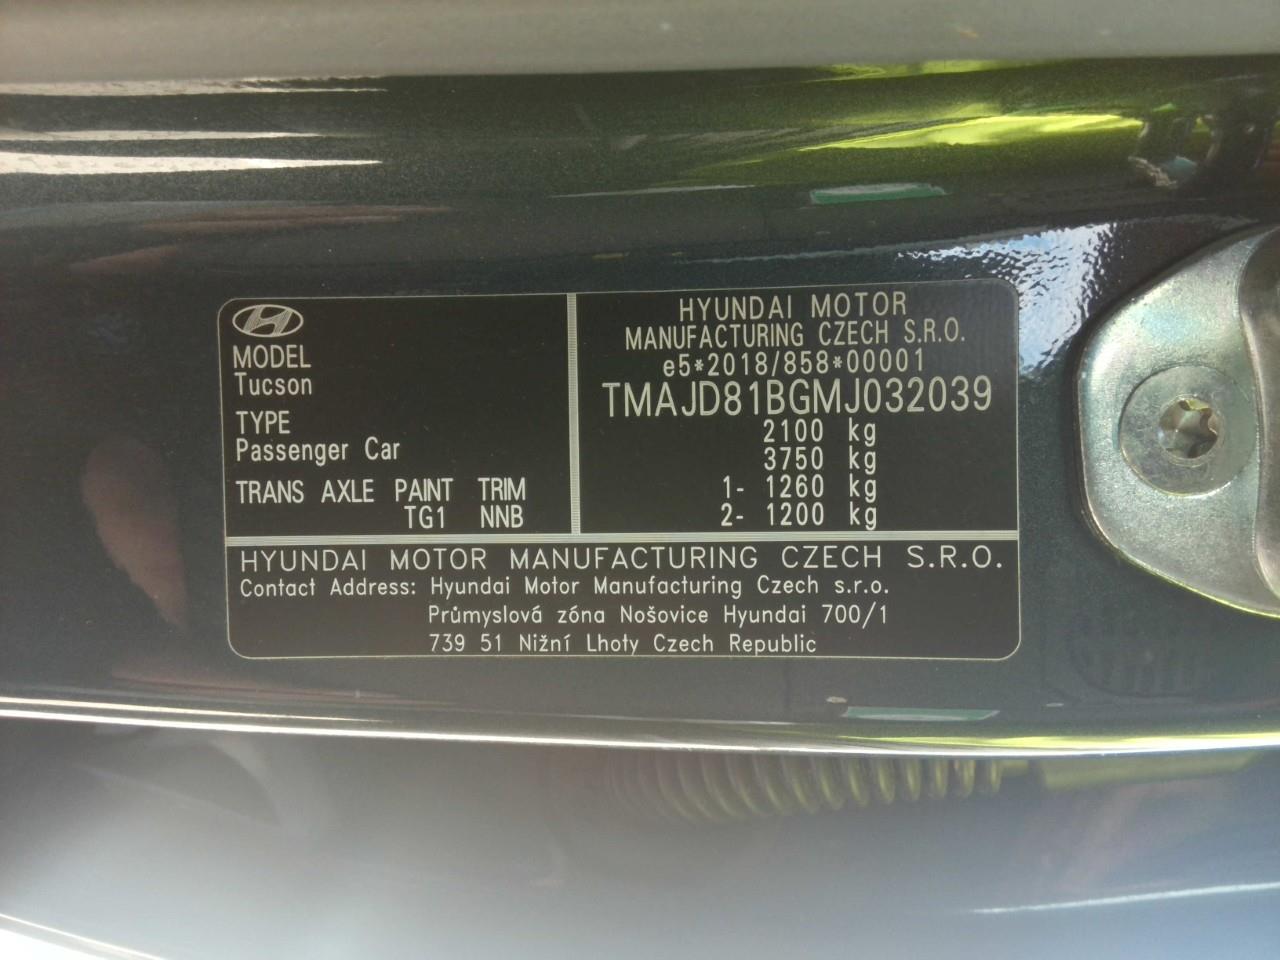 MODEL
Tucson
TYPE
Passenger Car
TRANS AXLE PAINT TRIM
TG1 NNB
HYUNDAI MOTOR
MANUFACTURING CZECH S.R.O.
e5*2018/858*00001
TMAJD81BGMJ032039
2100 kg
3750 kg
1- 1260 kg
2- 1200 kg
HYUNDAI MOTOR MANUFACTURING CZECH S.R.O.
Contact Address: Hyundai Motor Manufacturing Czech s.r.o.
Průmyslová zóna Nošovice Hyundai 700/1
739 51 Nižní Lhoty Czech Republic